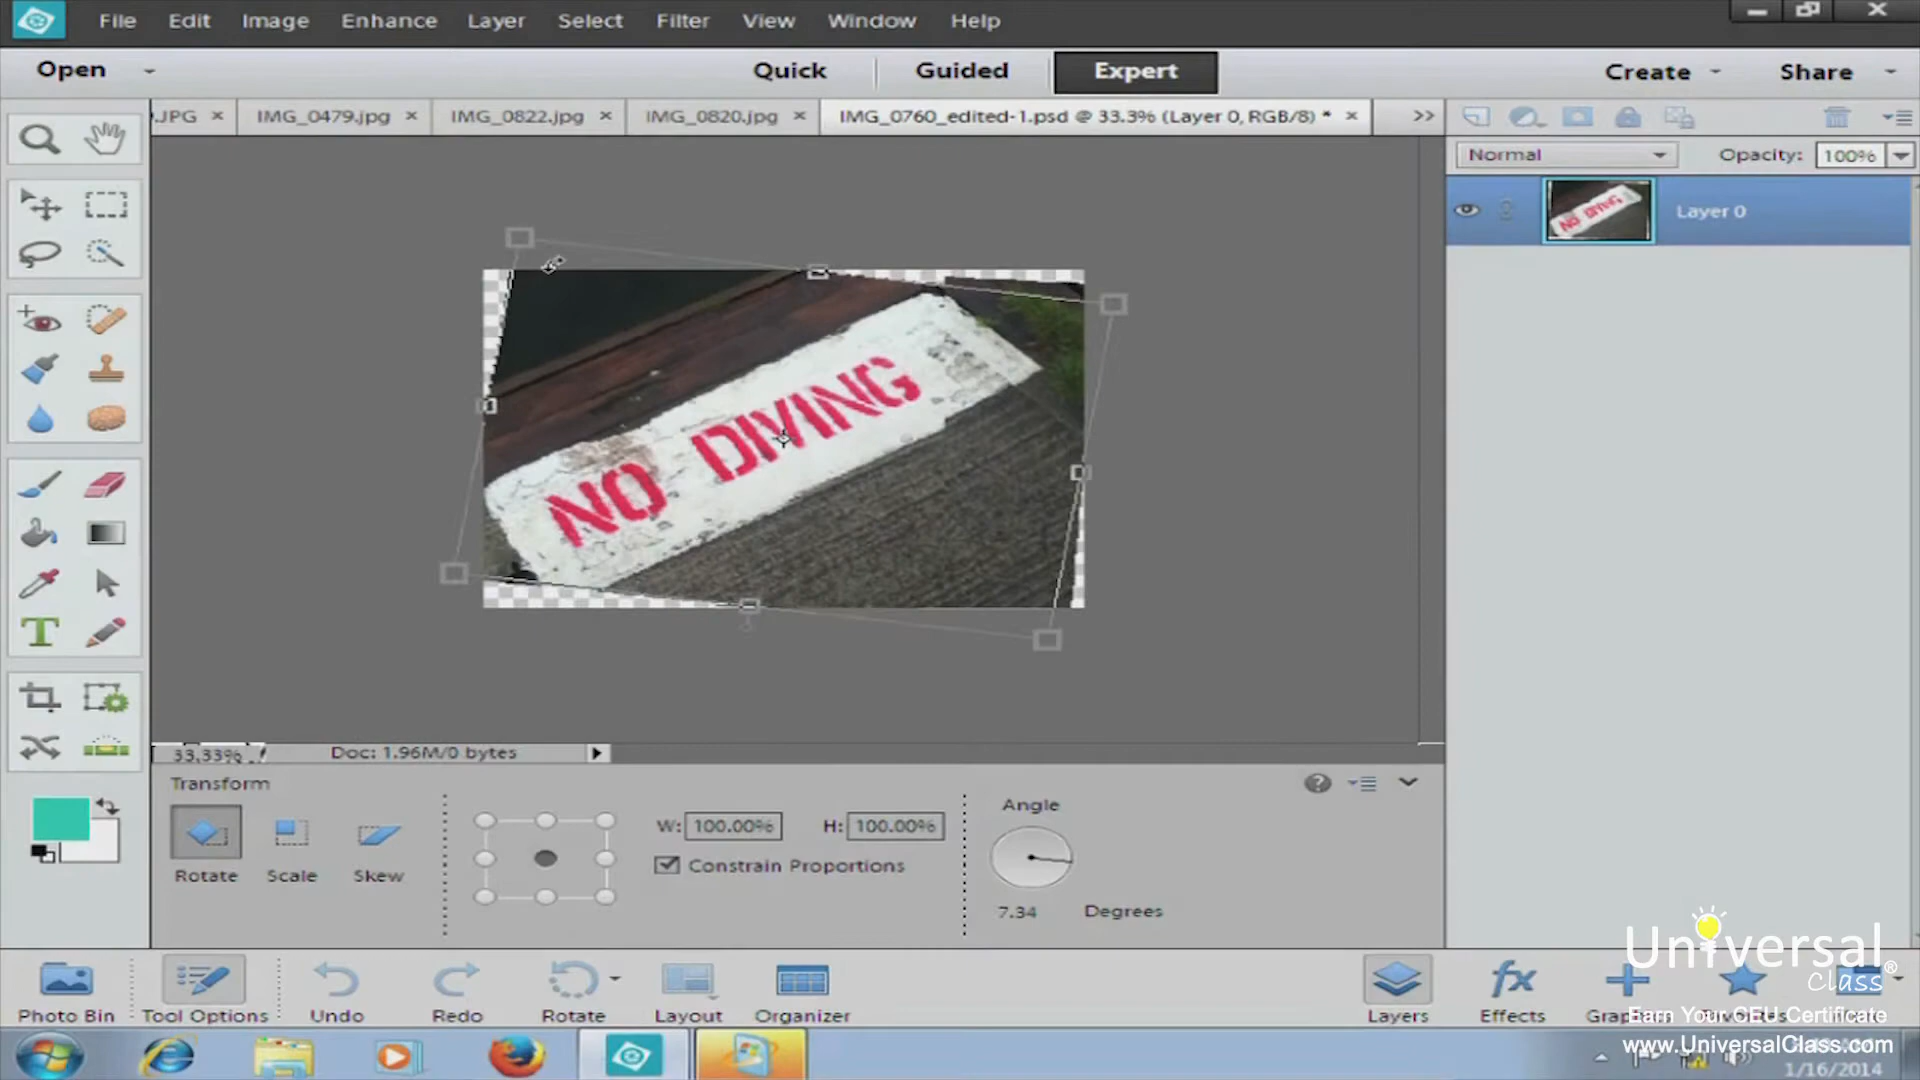 File Edit Image Enhance Layer Select Filter View Window Help
Open Quick Guided Expert Create Share
.JPG IMG_0479.jpg IMG_0822.jpg IMG_0820.jpg IMG_0760_edited-1.psd @ 33.3% (Layer 0, RGB/8) *
Normal Opacity: 100%
Layer 0
NO DIVING
33.33% Doc: 1.96M/0 bytes
Transform
Angle
W: 100.00% H: 100.00%
Constrain Proportions
Rotate Scale Skew
7.34 Degrees
Universal
Class
Photo Bin Tool Options Undo Redo Rotate Layout Organizer Layers Effects
Earn Your CEU Certificate
www.UniversalClass.com
1/16/2014